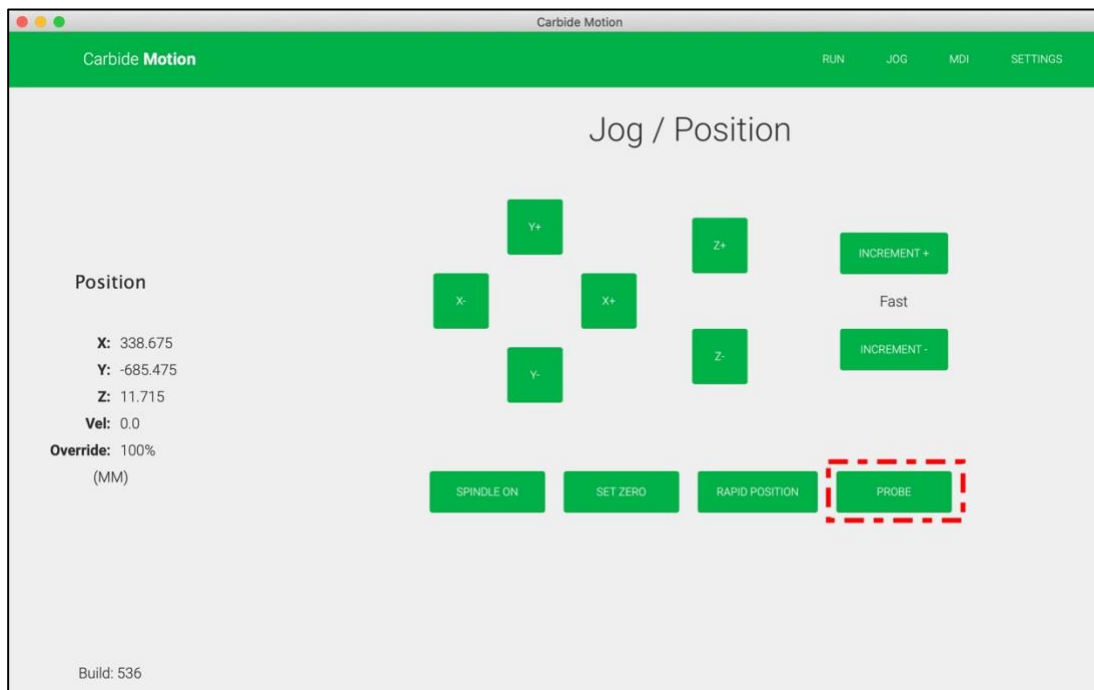 Carbide Motion
Carbide Motion
RUN JOG MDI SETTINGS
Jog / Position
Position
X: 338.675
Y: -685.475
Z: 11.715
Vel: 0.0
Override: 100%
(MM)
Y+
X-
X+
Y-
Z+
Z-
INCREMENT +
Fast
INCREMENT -
SPINDLE ON
SET ZERO
RAPID POSITION
PROBE
Build: 536